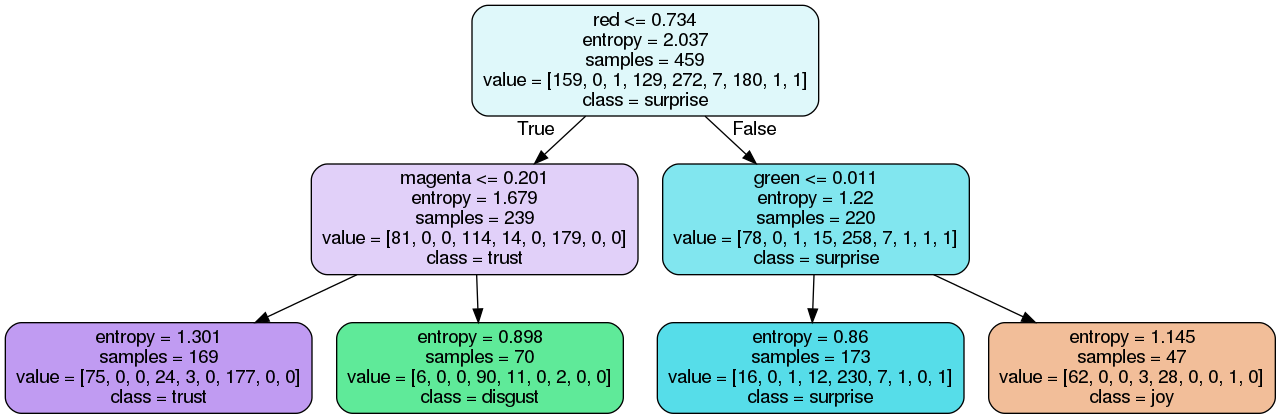 red <= 0.734
entropy = 2.037
samples = 459
value = [159, 0, 1, 129, 272, 7, 180, 1, 1]
class = surprise
True
False
magenta <= 0.201
entropy = 1.679
samples = 239
value = [81, 0, 0, 114, 14, 0, 179, 0, 0]
class = trust
green <= 0.011
entropy = 1.22
samples = 220
value = [78, 0, 1, 15, 258, 7, 1, 1, 1]
class = surprise
entropy = 1.301
samples = 169
value = [75, 0, 0, 24, 3, 0, 177, 0, 0]
class = trust
entropy = 0.898
samples = 70
value = [6, 0, 0, 90, 11, 0, 2, 0, 0]
class = disgust
entropy = 0.86
samples = 173
value = [16, 0, 1, 12, 230, 7, 1, 0, 1]
class = surprise
entropy = 1.145
samples = 47
value = [62, 0, 0, 3, 28, 0, 0, 1, 0]
class = joy